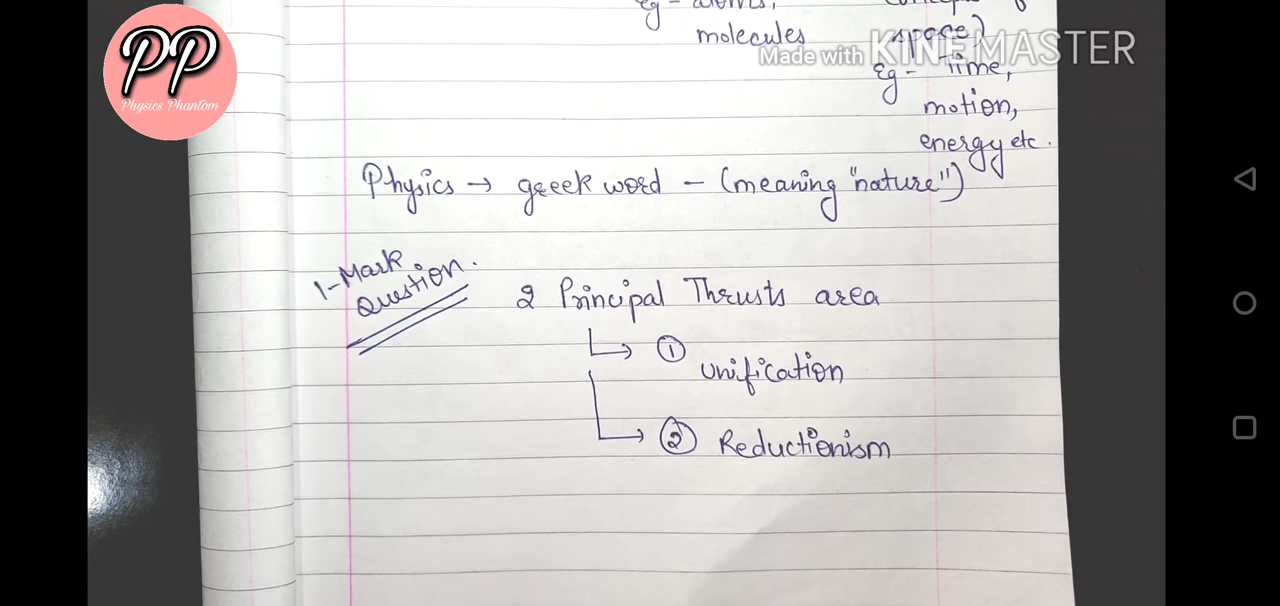 molecules
space)
Made with KINEMASTER
Eg - Time,
motion,
energy etc.
PP
Physics Phantom
Physics → greek word - (meaning "nature")
1-Mark
Question.
2 Principal Thrusts area
① unification
② Reductionism